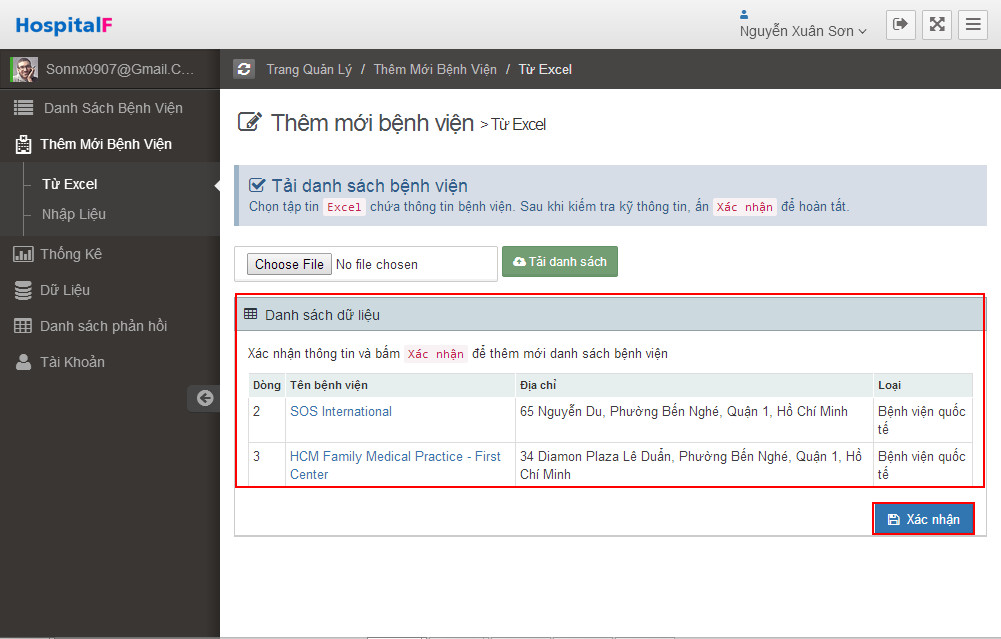 HospitalF
Nguyễn Xuân Sơn
Sonnx0907@Gmail.C...
Trang Quản Lý / Thêm Mới Bệnh Viện / Từ Excel
Danh Sách Bệnh Viện
Thêm Mới Bệnh Viện
Từ Excel
Nhập Liệu
Thống Kê
Dữ Liệu
Danh sách phản hồi
Tài Khoản
Thêm mới bệnh viện > Từ Excel
Tải danh sách bệnh viện
Chọn tập tin Excel chứa thông tin bệnh viện. Sau khi kiểm tra kỹ thông tin, ấn Xác nhận để hoàn tất.
Choose File No file chosen
Tải danh sách
Danh sách dữ liệu
Xác nhận thông tin và bấm Xác nhận để thêm mới danh sách bệnh viện
Dòng Tên bệnh viện Địa chỉ Loại
2 SOS International 65 Nguyễn Du, Phường Bến Nghé, Quận 1, Hồ Chí Minh Bệnh viện quốc
tế
3 HCM Family Medical Practice - First 34 Diamon Plaza Lê Duẩn, Phường Bến Nghé, Quận 1, Hồ Bệnh viện quốc
Center Chí Minh tế
Xác nhận